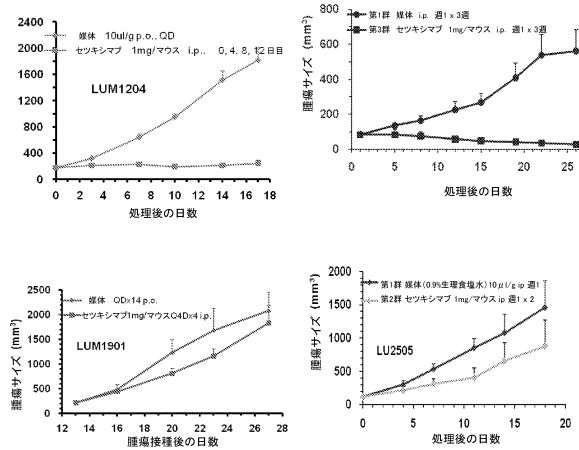 2400
2000
1600
1200
800
400
0
媒体 10ul/g p.o., QD
セツキシマブ 1mg/マウス i.p., 0, 4, 8, 12日目
LUM1204
0 2 4 6 8 10 12 14 16 18
処理後の日数
腫瘍サイズ (mm³)
800
600
400
200
0
第1群 媒体 i.p. 週1 x 3週
第3群 セツキシマブ 1mg/マウス i.p. 週1 x 3週
0 5 10 15 20 25
処理後の日数
腫瘍サイズ (mm³)
2500
2000
1500
1000
500
0
媒体 QDx14 p.o.
セツキシマブ1mg/マウスQ4Dx4 i.p.
LUM1901
12 14 16 18 20 22 24 26 28
腫瘍接種後の日数
腫瘍サイズ (mm³)
2000
1500
1000
500
0
第1群 媒体(0.9%生理食塩水)10μl/g ip 週1
第2群 セツキシマブ 1mg/マウス ip 週1 x 2
LU2505
0 5 10 15 20
処理後の日数